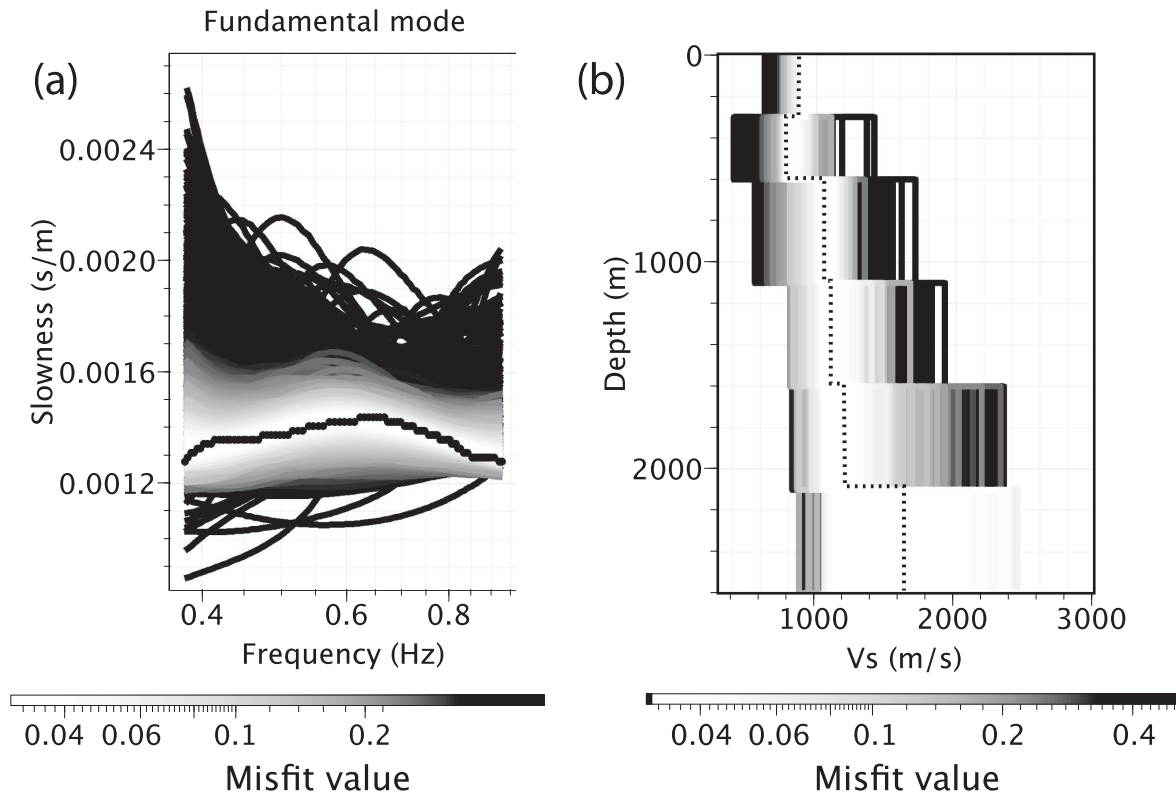 Fundamental mode
(a)
0.0024
0.0020
0.0016
0.0012
Slowness (s/m)
0.4 0.6 0.8
Frequency (Hz)
0.04 0.06 0.1 0.2
Misfit value
(b)
0
1000
2000
Depth (m)
1000 2000 3000
Vs (m/s)
0.04 0.06 0.1 0.2 0.4
Misfit value